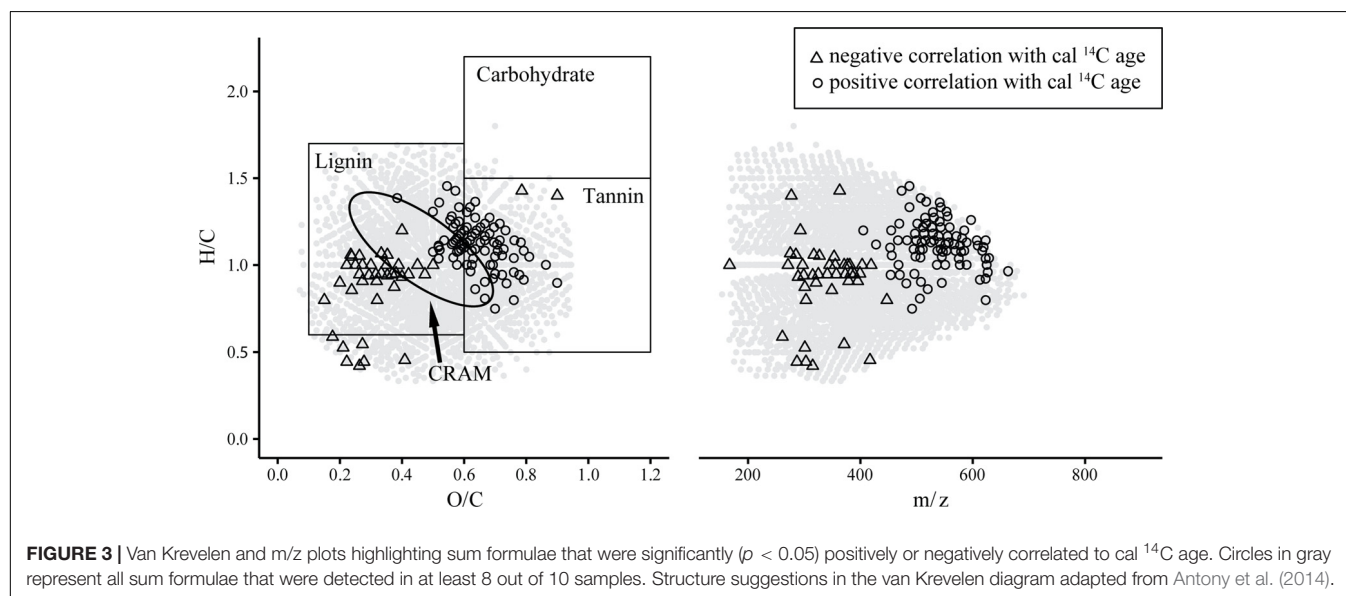 △ negative correlation with cal ¹⁴C age
○ positive correlation with cal ¹⁴C age
Carbohydrate
Lignin
Tannin
CRAM
H/C
2.0
1.5
1.0
0.5
0.0
0.0 0.2 0.4 0.6 0.8 1.0 1.2
O/C
200 400 600 800
m/z
FIGURE 3 | Van Krevelen and m/z plots highlighting sum formulae that were significantly (p < 0.05) positively or negatively correlated to cal ¹⁴C age. Circles in gray
represent all sum formulae that were detected in at least 8 out of 10 samples. Structure suggestions in the van Krevelen diagram adapted from Antony et al. (2014).